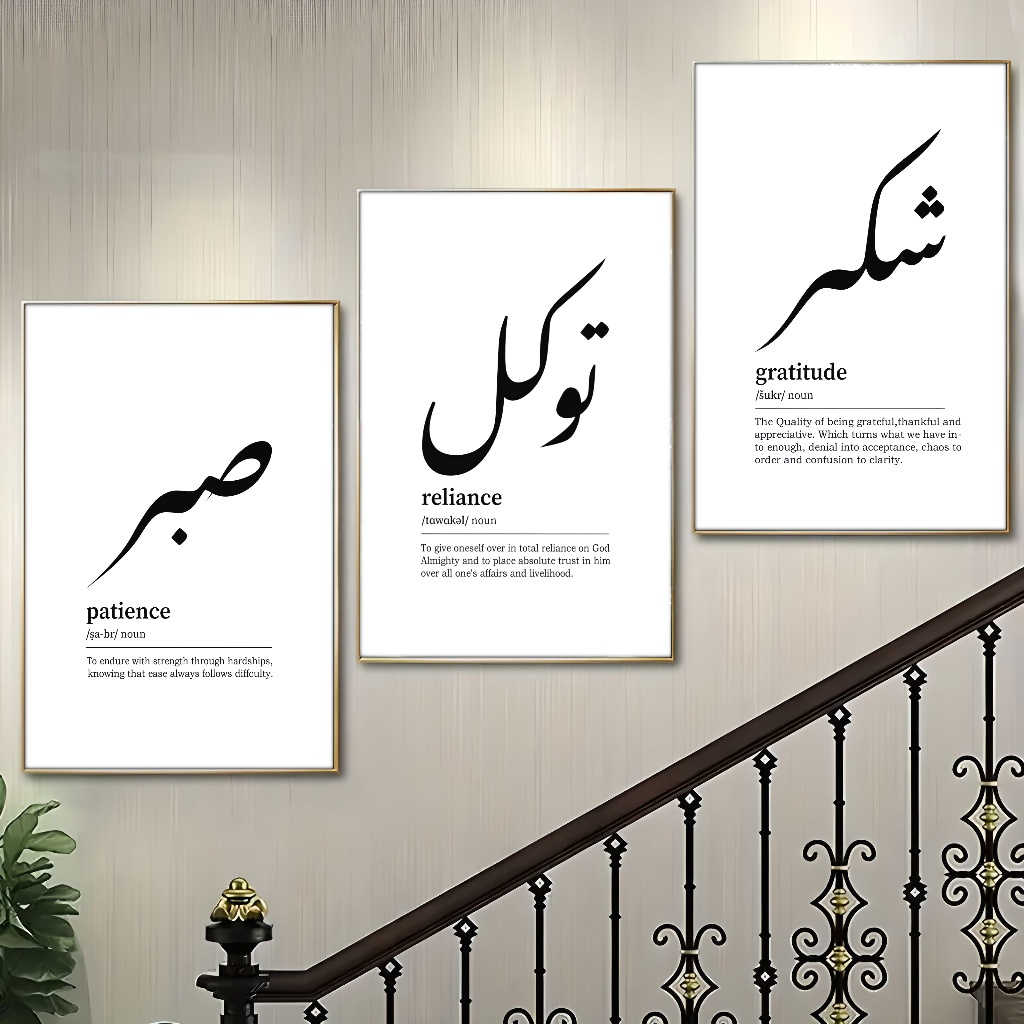 صبر
patience
/ṣa-br/ noun
To endure with strength through hardships,
knowing that ease always follows diffculty.
توكل
reliance
/tɑwɑkəl/ noun
To give oneself over in total reliance on God
Almighty and to place absolute trust in him
over all one's affairs and livelihood.
شكر
gratitude
/šukr/ noun
The Quality of being grateful,thankful and
appreciative. Which turns what we have in-
to enough, denial into acceptance, chaos to
order and confusion to clarity.